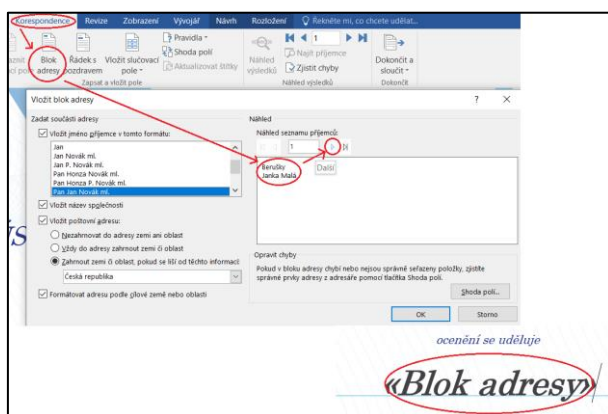 Korespondence Revize Zobrazení Vývojář Návrh Rozložení Řekněte mi, co chcete udělat...
Blok adresy
Řádek s pozdravem
Vložit slučovací pole
Pravidla
Shoda polí
Aktualizovat štítky
Zapsat a vložit pole
Náhled výsledků
1
Najít příjemce
Zjistit chyby
Náhled výsledků
Dokončit a sloučit
Dokončit
Vložit blok adresy ? X
Zadat součásti adresy
Vložit jméno příjemce v tomto formátu:
Jan
Jan Novák ml.
Jan P. Novák ml.
Pan Honza Novák ml.
Pan Honza P. Novák ml.
Pan Jan Novák ml.
Vložit název společnosti
Vložit poštovní adresu:
Nezahrnovat do adresy zemi ani oblast
Vždy do adresy zahrnout zemi či oblast
Zahrnout zemi či oblast, pokud se liší od těchto informací
Česká republika
Formátovat adresu podle cílové země nebo oblasti
Náhled
Náhled seznamu příjemců:
1
Berušky
Janka Malá
Další
Opravit chyby
Pokud v bloku adresy chybí nebo nejsou správně seřazeny položky, zjistite
správné prvky adresy z adresáře pomocí tlačítka Shoda polí.
Shoda polí...
OK Storno
ocenění se uděluje
«Blok adresy»